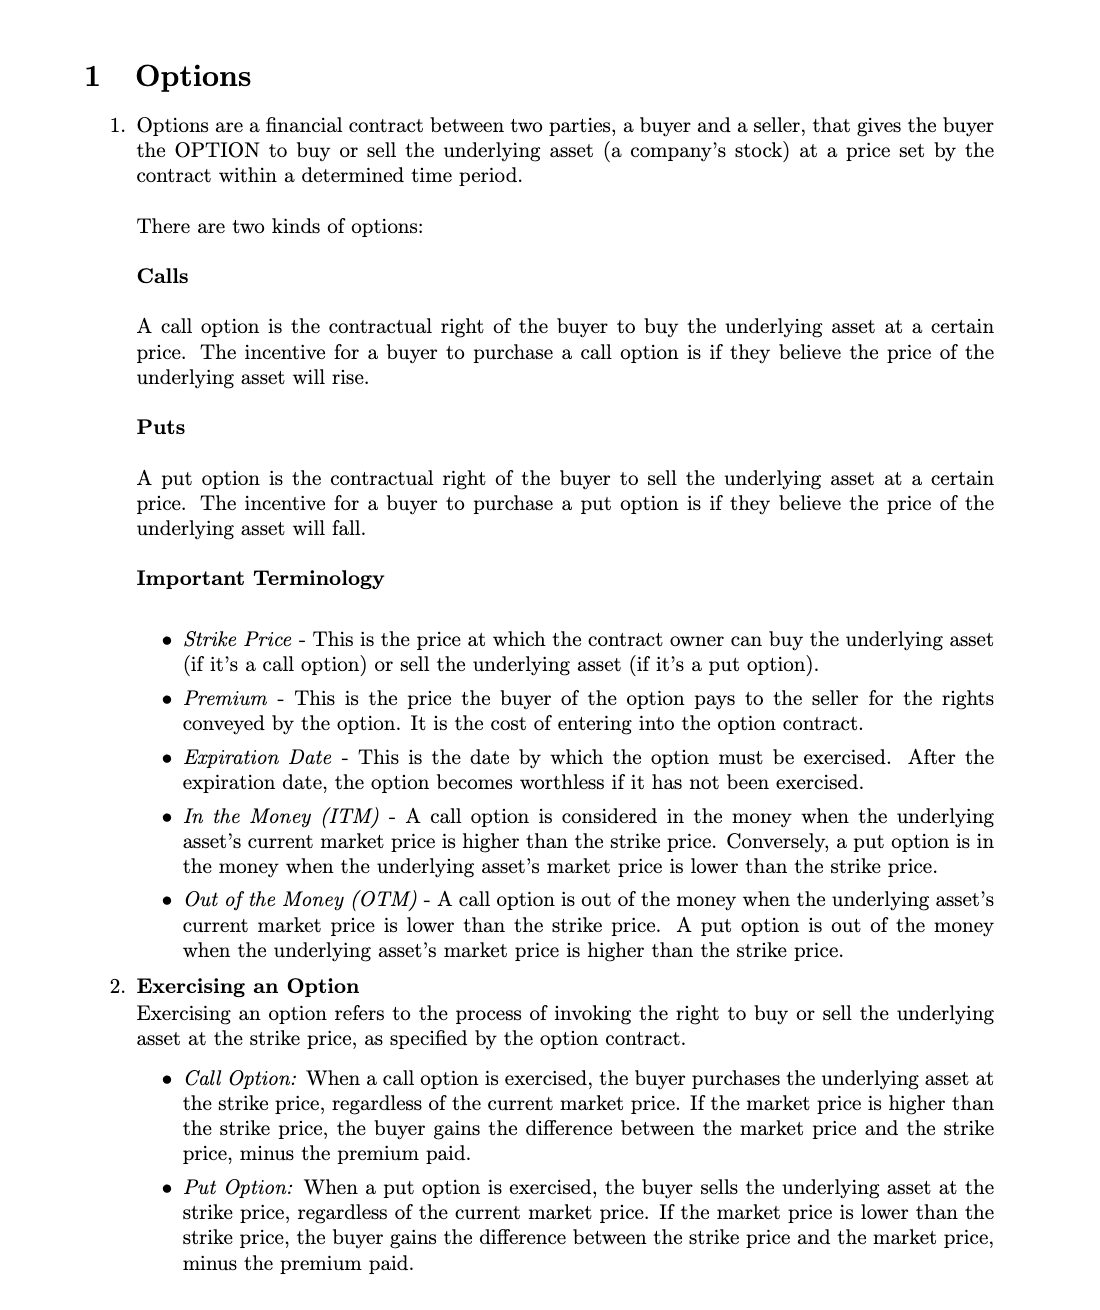 1 Options
1. Options are a financial contract between two parties, a buyer and a seller, that gives the buyer
the OPTION to buy or sell the underlying asset (a company's stock) at a price set by the
contract within a determined time period.
There are two kinds of options:
Calls
A call option is the contractual right of the buyer to buy the underlying asset at a certain
price. The incentive for a buyer to purchase a call option is if they believe the price of the
underlying asset will rise.
Puts
A put option is the contractual right of the buyer to sell the underlying asset at a certain
price. The incentive for a buyer to purchase a put option is if they believe the price of the
underlying asset will fall.
Important Terminology
• Strike Price - This is the price at which the contract owner can buy the underlying asset
(if it's a call option) or sell the underlying asset (if it's a put option).
• Premium - This is the price the buyer of the option pays to the seller for the rights
conveyed by the option. It is the cost of entering into the option contract.
• Expiration Date - This is the date by which the option must be exercised. After the
expiration date, the option becomes worthless if it has not been exercised.
• In the Money (ITM) - A call option is considered in the money when the underlying
asset's current market price is higher than the strike price. Conversely, a put option is in
the money when the underlying asset's market price is lower than the strike price.
• Out of the Money (OTM) - A call option is out of the money when the underlying asset's
current market price is lower than the strike price. A put option is out of the money
when the underlying asset's market price is higher than the strike price.
2. Exercising an Option
Exercising an option refers to the process of invoking the right to buy or sell the underlying
asset at the strike price, as specified by the option contract.
• Call Option: When a call option is exercised, the buyer purchases the underlying asset at
the strike price, regardless of the current market price. If the market price is higher than
the strike price, the buyer gains the difference between the market price and the strike
price, minus the premium paid.
• Put Option: When a put option is exercised, the buyer sells the underlying asset at the
strike price, regardless of the current market price. If the market price is lower than the
strike price, the buyer gains the difference between the strike price and the market price,
minus the premium paid.